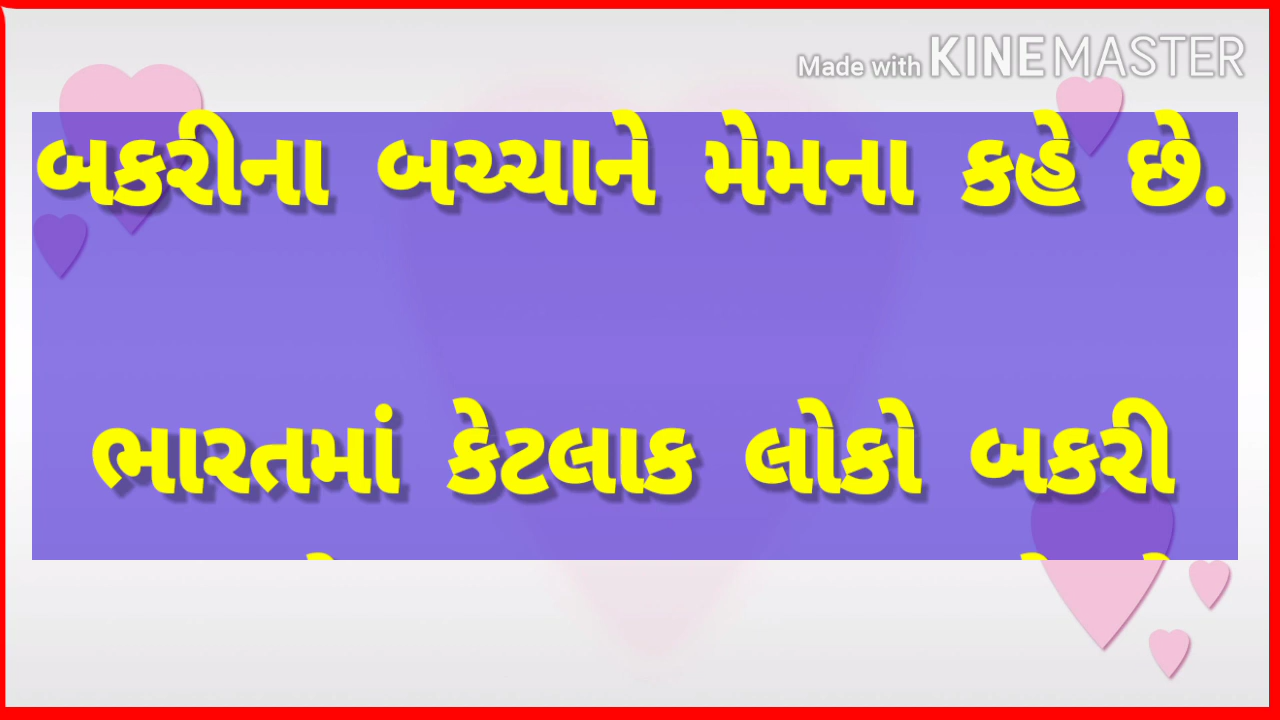 Made with KINEMASTER
બકરીના બચ્ચાને મેમના કહે છે.
ભારતમાં કેટલાક લોકો બકરી